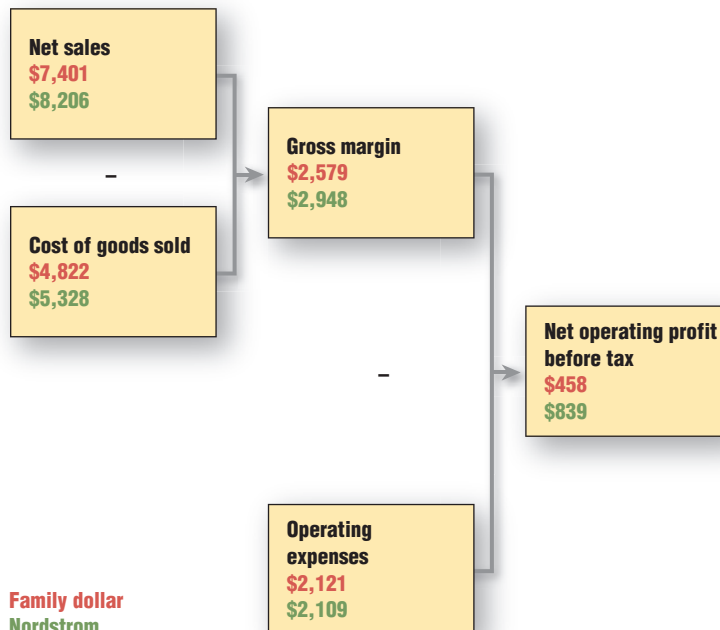 Net sales
$7,401
$8,206
–
Cost of goods sold
$4,822
$5,328
Gross margin
$2,579
$2,948
–
Operating
expenses
$2,121
$2,109
Net operating profit
before tax
$458
$839
Family dollar
Nordstrom